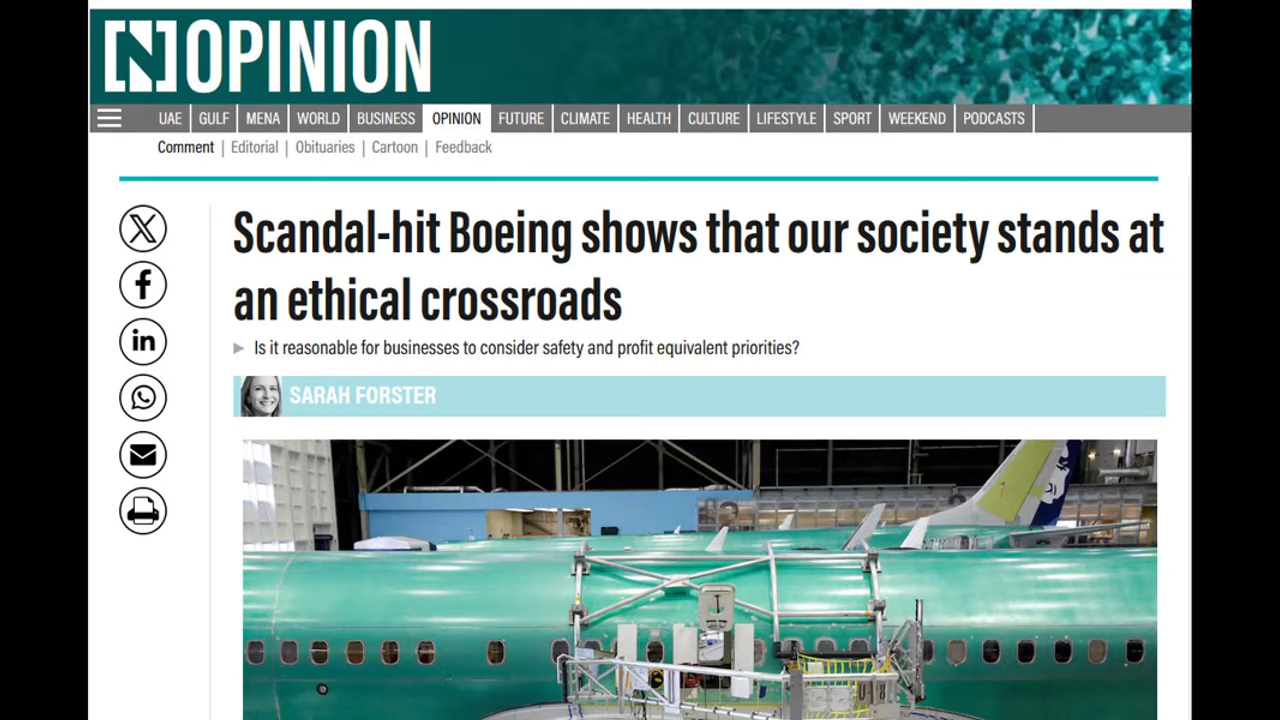 [N] OPINION
UAE GULF MENA WORLD BUSINESS OPINION FUTURE CLIMATE HEALTH CULTURE LIFESTYLE SPORT WEEKEND PODCASTS
Comment | Editorial | Obituaries | Cartoon | Feedback
Scandal-hit Boeing shows that our society stands at
an ethical crossroads
Is it reasonable for businesses to consider safety and profit equivalent priorities?
SARAH FORSTER